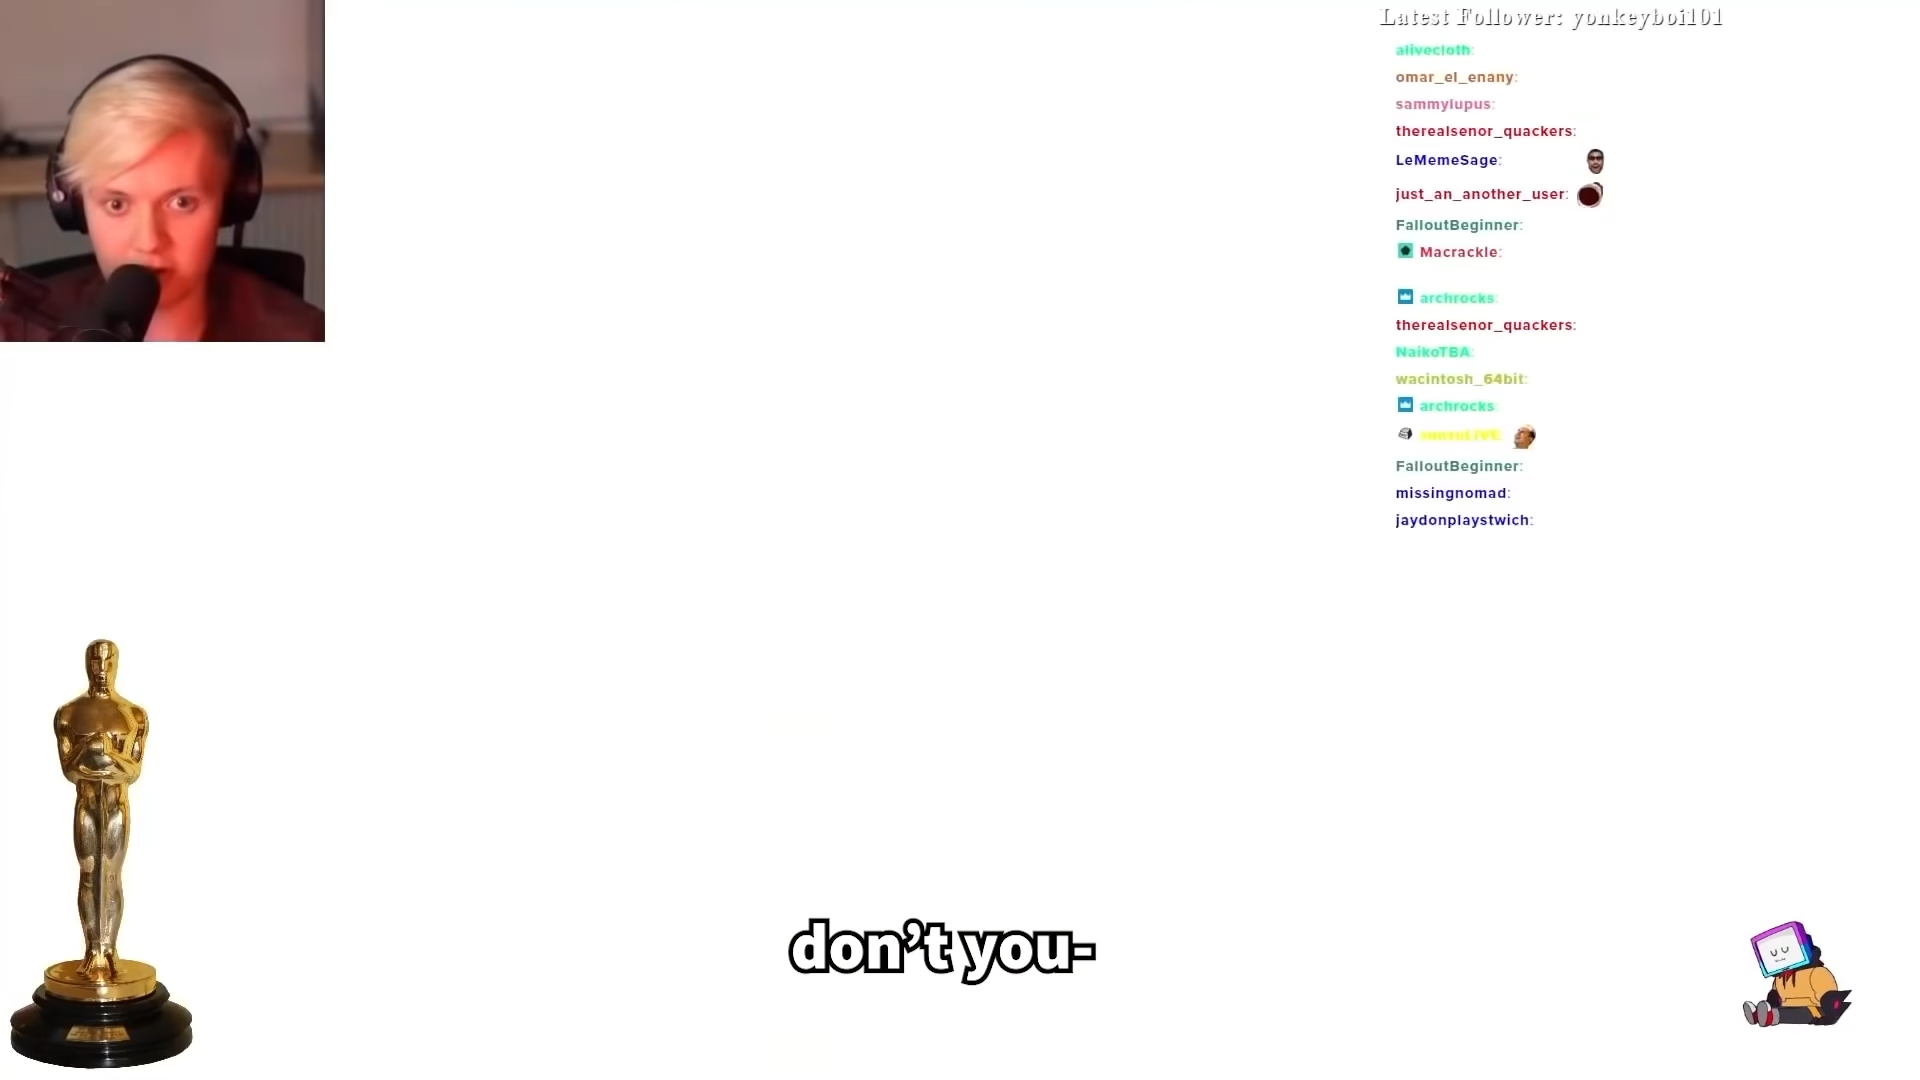 Latest Follower: yonkeyboi101
alivecloth:
omar_el_enany:
sammylupus:
therealsenor_quackers:
LeMemeSage:
just_an_another_user:
FalloutBeginner:
Macrackle:
archrocks:
therealsenor_quackers:
NaikoTBA:
wacintosh_64bit:
archrocks:
FalloutBeginner:
missingnomad:
jaydonplaystwich:
don't you-